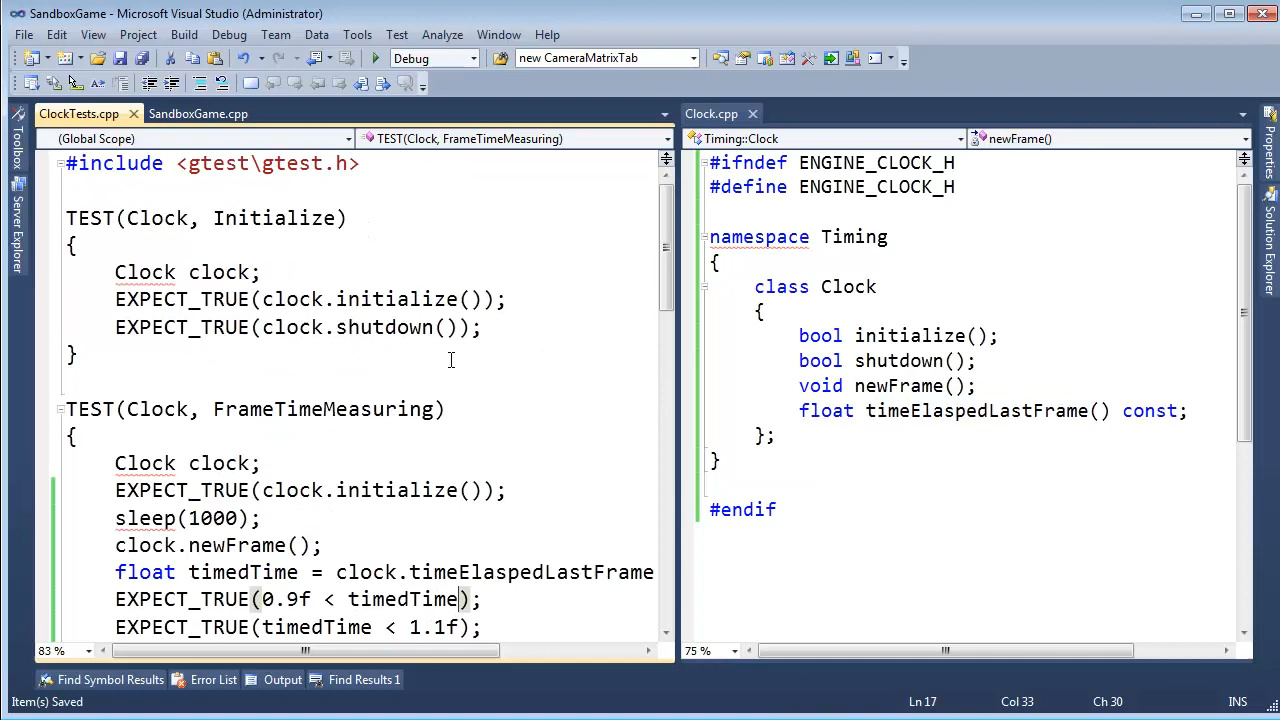 SandboxGame - Microsoft Visual Studio (Administrator)
File Edit View Project Build Debug Team Data Tools Test Analyze Window Help
Debug new CameraMatrixTab
ClockTests.cpp SandboxGame.cpp Clock.cpp
(Global Scope) TEST(Clock, FrameTimeMeasuring) Timing::Clock newFrame()
Toolbox
Server Explorer
#include <gtest\gtest.h>
TEST(Clock, Initialize)
{
Clock clock;
EXPECT_TRUE(clock.initialize());
EXPECT_TRUE(clock.shutdown());
}
TEST(Clock, FrameTimeMeasuring)
{
Clock clock;
EXPECT_TRUE(clock.initialize());
sleep(1000);
clock.newFrame();
float timedTime = clock.timeElaspedLastFrame
EXPECT_TRUE(0.9f < timedTime);
EXPECT_TRUE(timedTime < 1.1f);
83 %
#ifndef ENGINE_CLOCK_H
#define ENGINE_CLOCK_H
namespace Timing
{
class Clock
{
bool initialize();
bool shutdown();
void newFrame();
float timeElaspedLastFrame() const;
};
}
#endif
75 %
Properties
Solution Explorer
Find Symbol Results Error List Output Find Results 1
Item(s) Saved Ln 17 Col 33 Ch 30 INS